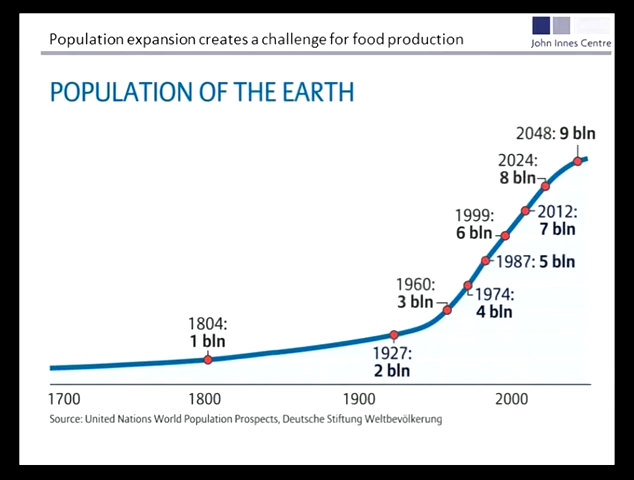 Population expansion creates a challenge for food production
John Innes Centre
POPULATION OF THE EARTH
2048: 9 bln
2024:
8 bln
1999:
6 bln
2012:
7 bln
1987: 5 bln
1960:
3 bln
1974:
4 bln
1804:
1 bln
1927:
2 bln
1700
1800
1900
2000
Source: United Nations World Population Prospects, Deutsche Stiftung Weltbevölkerung